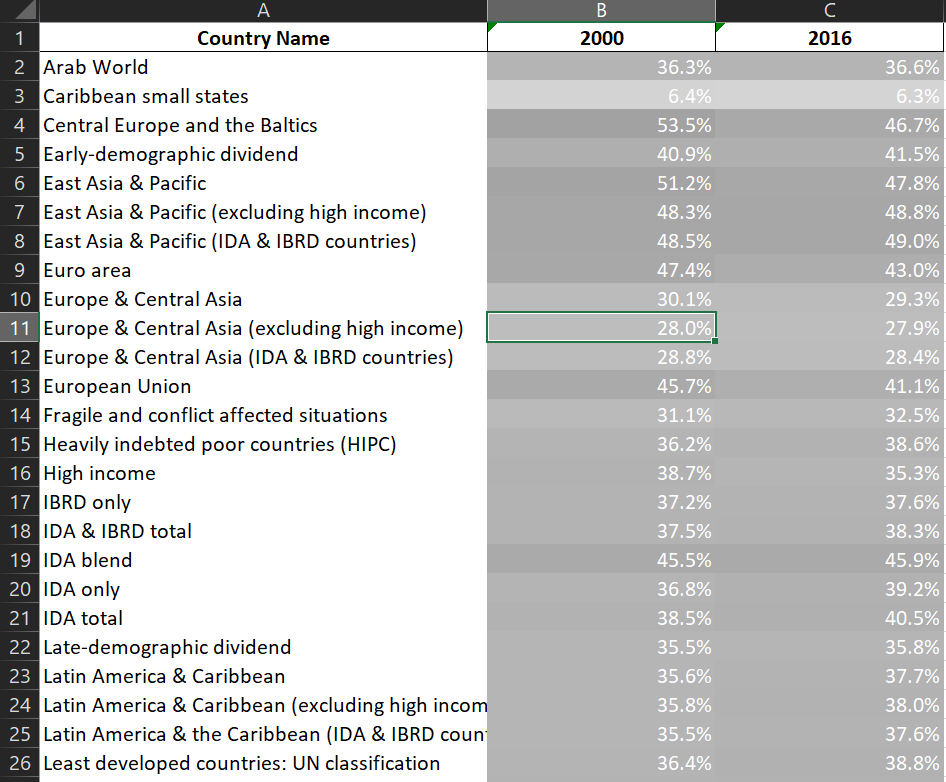 A B C
1 Country Name 2000 2016
2 Arab World 36.3% 36.6%
3 Caribbean small states 6.4% 6.3%
4 Central Europe and the Baltics 53.5% 46.7%
5 Early-demographic dividend 40.9% 41.5%
6 East Asia & Pacific 51.2% 47.8%
7 East Asia & Pacific (excluding high income) 48.3% 48.8%
8 East Asia & Pacific (IDA & IBRD countries) 48.5% 49.0%
9 Euro area 47.4% 43.0%
10 Europe & Central Asia 30.1% 29.3%
11 Europe & Central Asia (excluding high income) 28.0% 27.9%
12 Europe & Central Asia (IDA & IBRD countries) 28.8% 28.4%
13 European Union 45.7% 41.1%
14 Fragile and conflict affected situations 31.1% 32.5%
15 Heavily indebted poor countries (HIPC) 36.2% 38.6%
16 High income 38.7% 35.3%
17 IBRD only 37.2% 37.6%
18 IDA & IBRD total 37.5% 38.3%
19 IDA blend 45.5% 45.9%
20 IDA only 36.8% 39.2%
21 IDA total 38.5% 40.5%
22 Late-demographic dividend 35.5% 35.8%
23 Latin America & Caribbean 35.6% 37.7%
24 Latin America & Caribbean (excluding high incom 35.8% 38.0%
25 Latin America & the Caribbean (IDA & IBRD coun 35.5% 37.6%
26 Least developed countries: UN classification 36.4% 38.8%